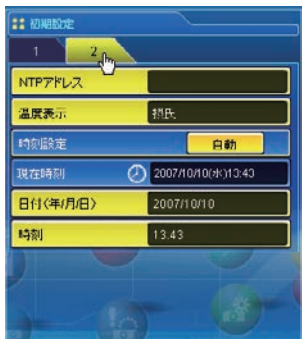 初期設定
1 2
NTPアドレス
温度表示 摂氏
時刻設定 自動
現在時刻 2007/10/10(水)13:43
日付(年/月/日) 2007/10/10
時刻 13.43